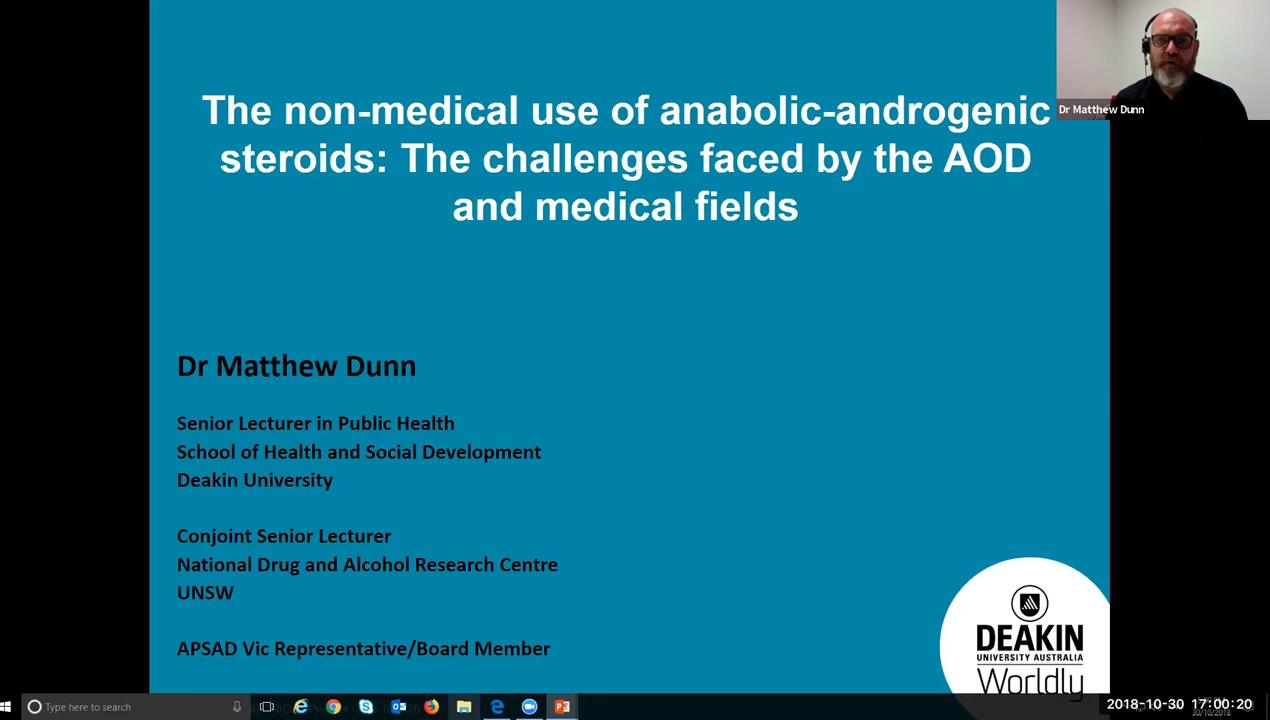 The non-medical use of anabolic-androgenic
steroids: The challenges faced by the AOD
and medical fields
Dr Matthew Dunn
Dr Matthew Dunn
Senior Lecturer in Public Health
School of Health and Social Development
Deakin University
Conjoint Senior Lecturer
National Drug and Alcohol Research Centre
UNSW
APSAD Vic Representative/Board Member
DEAKIN
UNIVERSITY AUSTRALIA
Worldly
Type here to search
2018-10-30 17:00:20
30/10/2018